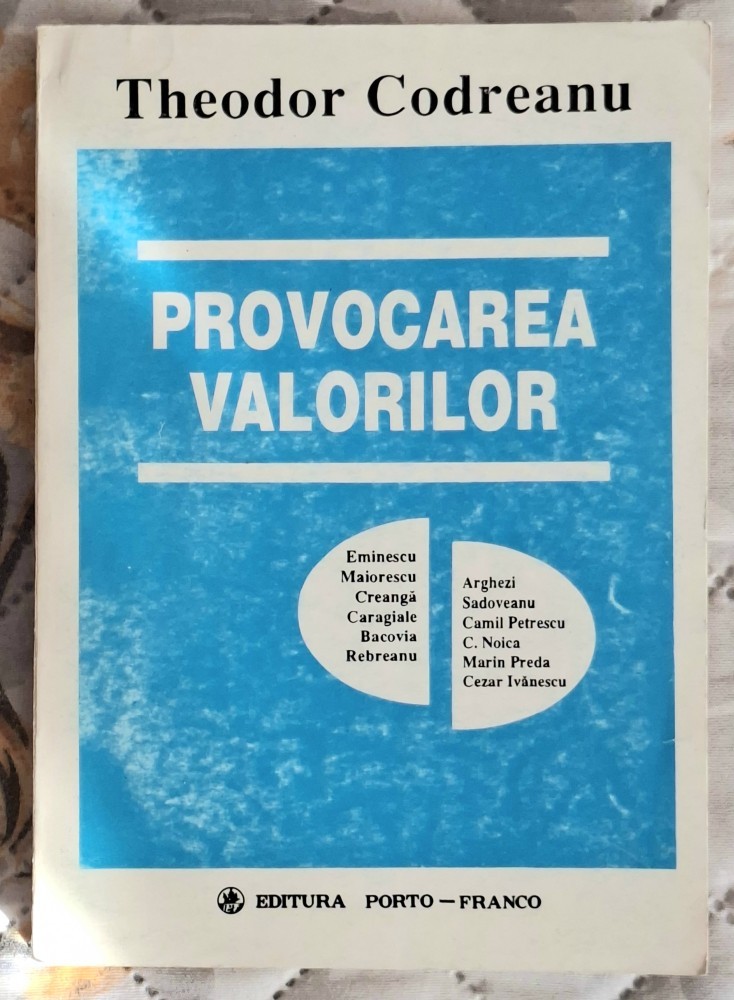 Theodor Codreanu
PROVOCAREA
VALORILOR
Eminescu
Maiorescu
Creangă
Caragiale
Bacovia
Rebreanu
Arghezi
Sadoveanu
Camil Petrescu
C. Noica
Marin Preda
Cezar Ivănescu
EDITURA PORTO — FRANCO